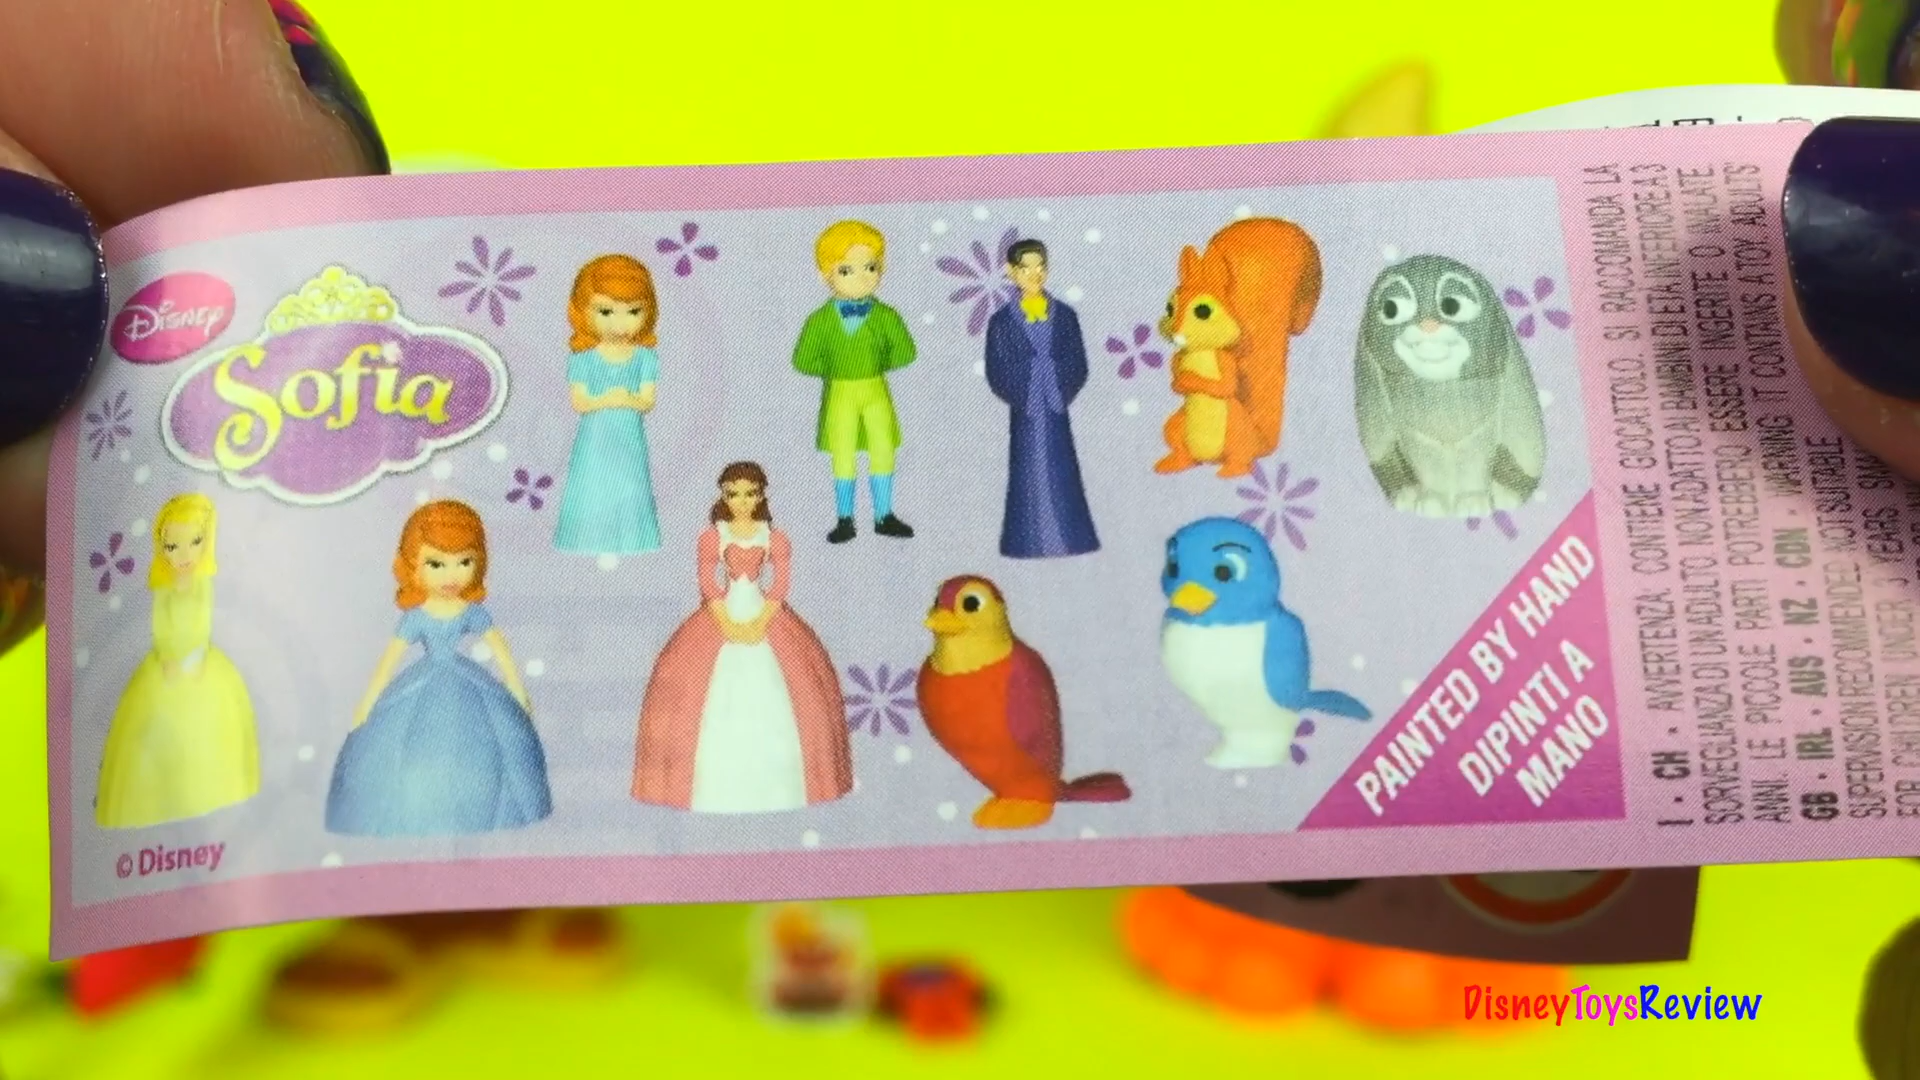 Disney
Sofia
© Disney
PAINTED BY HAND
DIPINTI A
MANO
I • CH • AVVERTENZA. CONTIENE GIOCATTOLO. SI RACCOMANDA LA
SORVEGLIANZA DI UN ADULTO. NON ADATTO A BAMBINI DI ETÀ INFERIORE A 3
ANNI. LE PICCOLE PARTI POTREBBERO ESSERE INGERITE O INALATE.
GB • IRL • AUS • NZ • CDN • WARNING. IT CONTAINS A TOY. ADULTS'
SUPERVISION RECOMMENDED. NOT SUITABLE
FOR CHILDREN UNDER 3 YEARS.
DisneyToysReview